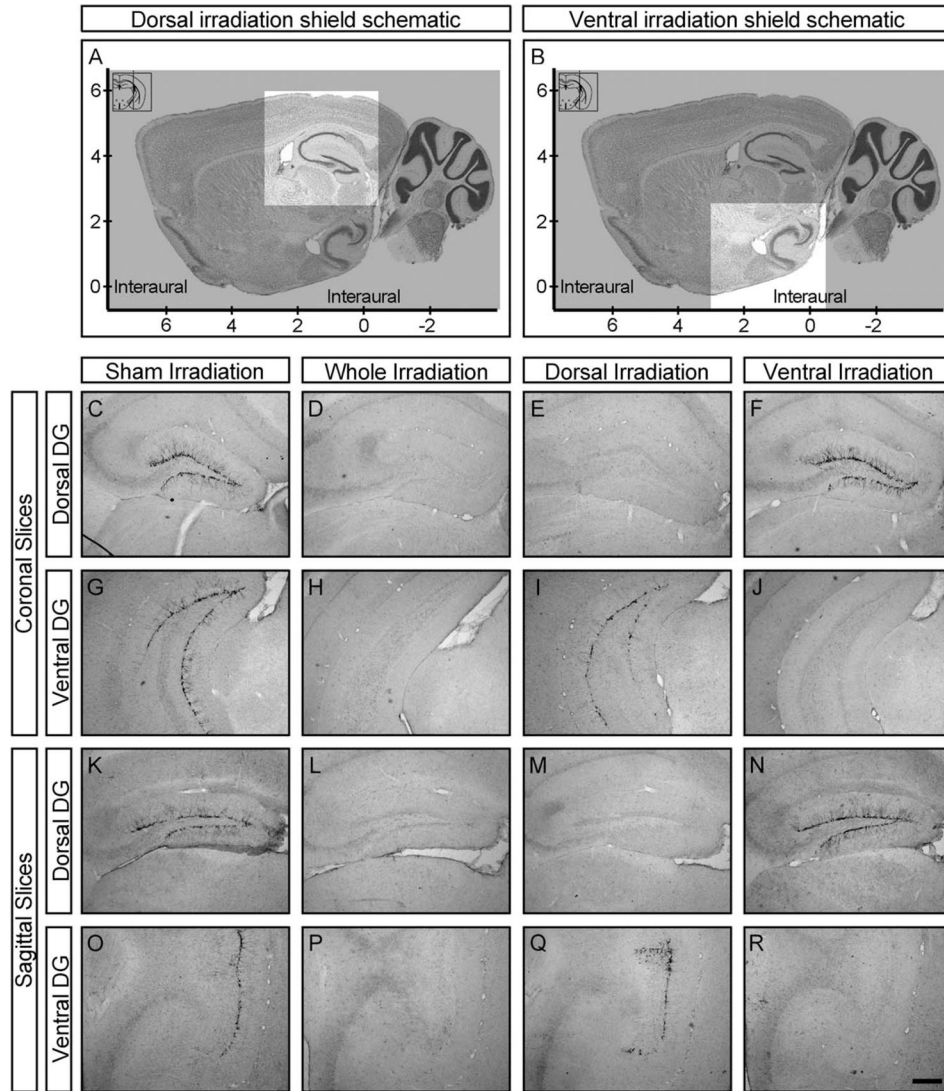 Dorsal irradiation shield schematic
Ventral irradiation shield schematic
A
6
4
2
0
Interaural
Interaural
6 4 2 0 -2
B
6
4
2
0
Interaural
Interaural
6 4 2 0 -2
Sham Irradiation
Whole Irradiation
Dorsal Irradiation
Ventral Irradiation
Coronal Slices
Dorsal DG
C
D
E
F
Ventral DG
G
H
I
J
Sagittal Slices
Dorsal DG
K
L
M
N
Ventral DG
O
P
Q
R